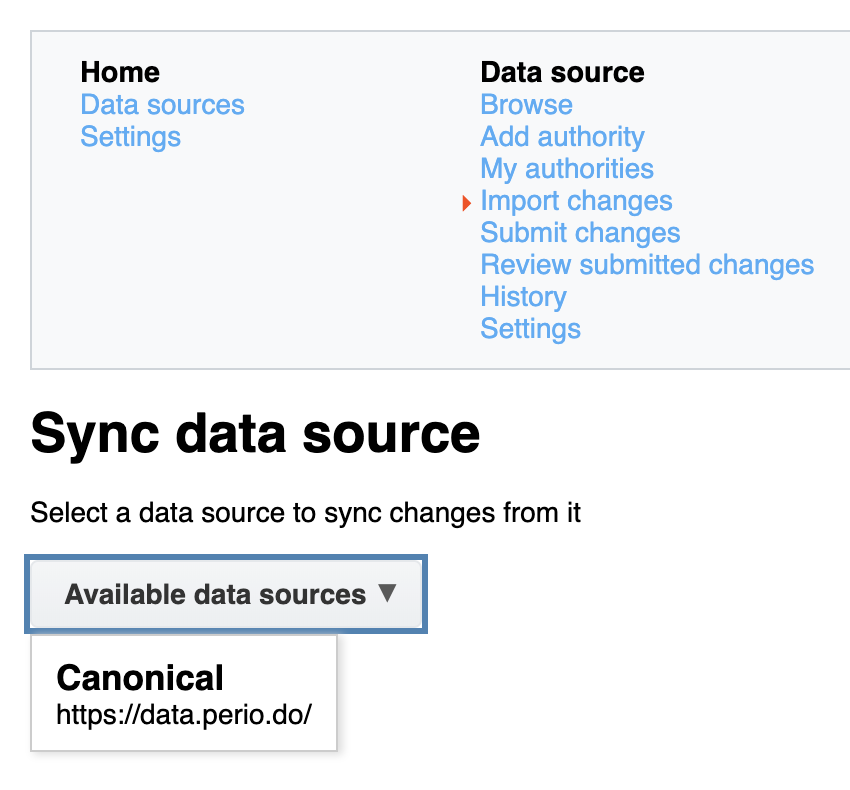 Home
Data sources
Settings
Data source
Browse
Add authority
My authorities
Import changes
Submit changes
Review submitted changes
History
Settings
Sync data source
Select a data source to sync changes from it
Available data sources ▼
Canonical
https://data.perio.do/